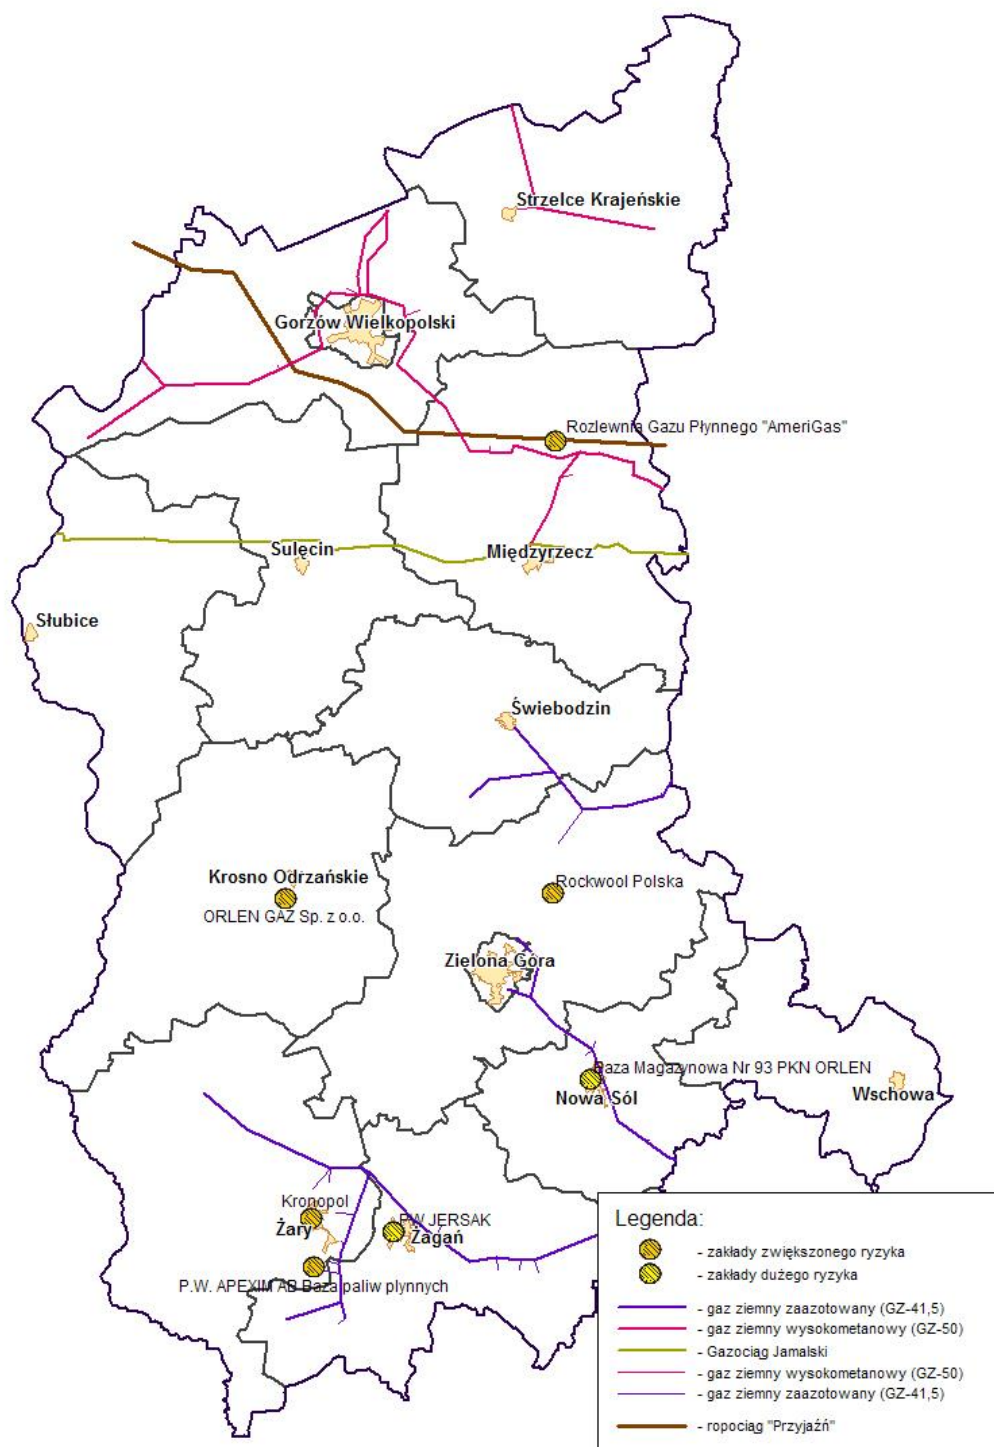 Strzelce Krajeńskie
Gorzów Wielkopolski
Rozlewnia Gazu Płynnego "AmeriGas"
Sulęcin
Międzyrzecz
Słubice
Świebodzin
Krosno Odrzańskie
ORLEN GAZ Sp. z o.o.
Rockwool Polska
Zielona Góra
Baza Magazynowa Nr 93 PKN ORLEN
Nowa Sól
Wschowa
Kronopol
Żary
PW JERSAK
Żagań
P.W. APEXIM AB Baza paliw płynnych
Legenda:
- zakłady zwiększonego ryzyka
- zakłady dużego ryzyka
- gaz ziemny zaazotowany (GZ-41,5)
- gaz ziemny wysokometanowy (GZ-50)
- Gazociąg Jamalski
- gaz ziemny wysokometanowy (GZ-50)
- gaz ziemny zaazotowany (GZ-41,5)
- ropociąg "Przyjaźń"